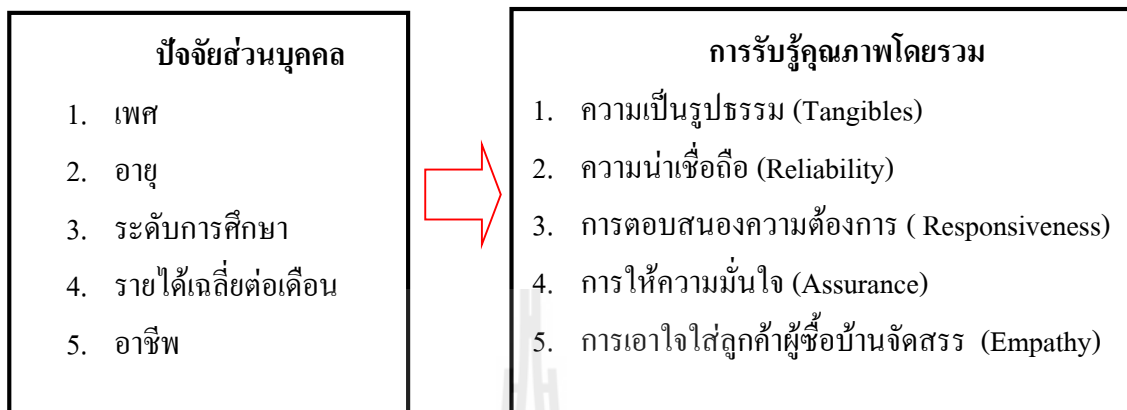 ปัจจัยส่วนบุคคล
1. เพศ
2. อายุ
3. ระดับการศึกษา
4. รายได้เฉลี่ยต่อเดือน
5. อาชีพ
การรับรู้คุณภาพโดยรวม
1. ความเป็นรูปธรรม (Tangibles)
2. ความน่าเชื่อถือ (Reliability)
3. การตอบสนองความต้องการ ( Responsiveness)
4. การให้ความมั่นใจ (Assurance)
5. การเอาใจใส่ลูกค้าผู้ซื้อบ้านจัดสรร (Empathy)